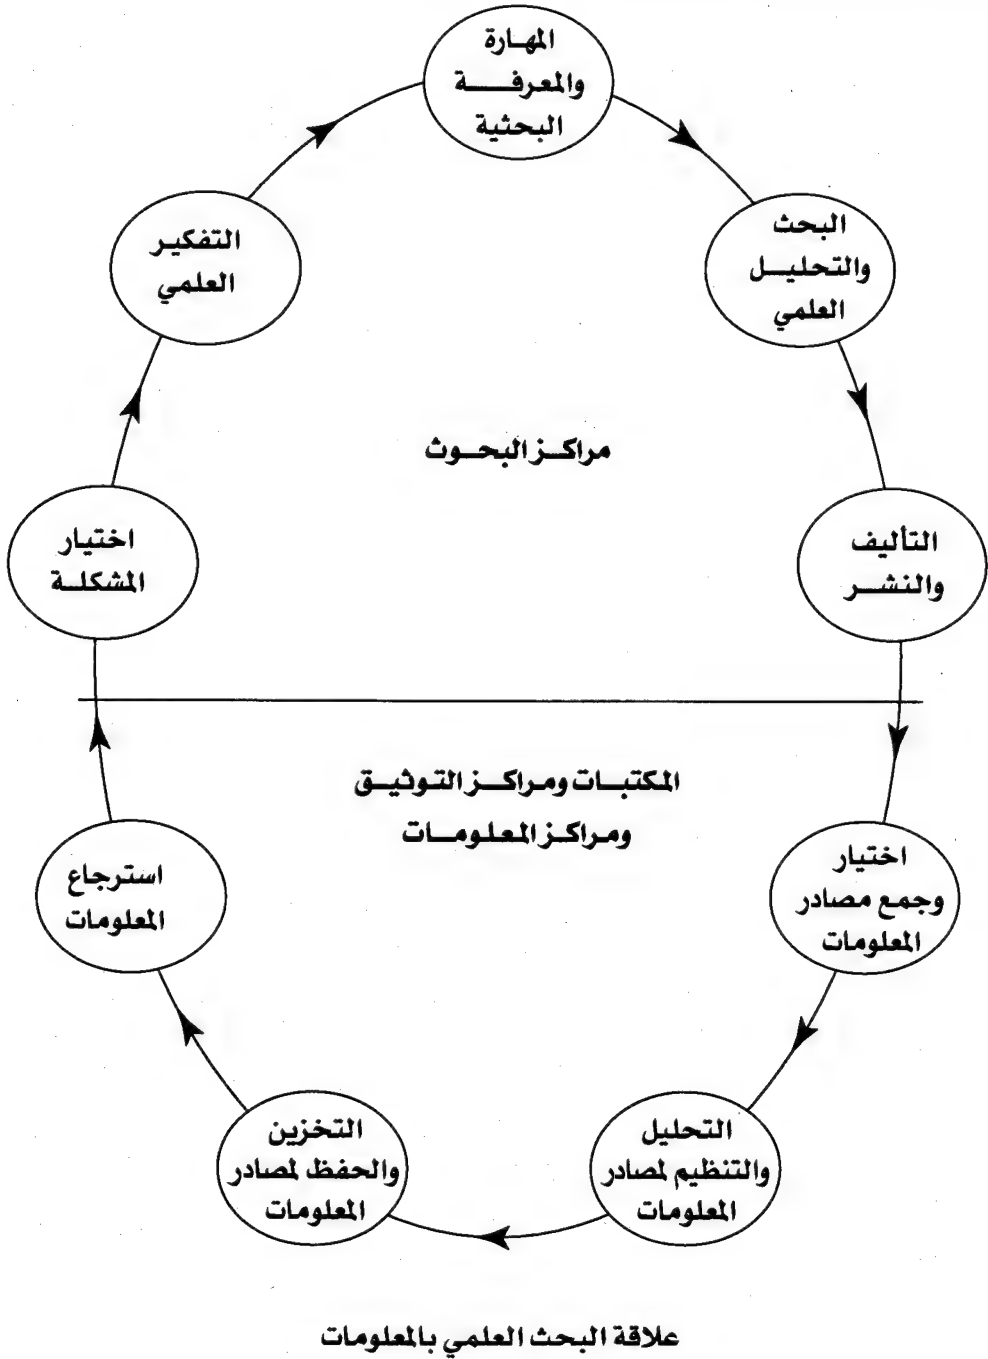 المهارة
والمعرفة
البحثية
البحث
والتحليل
العلمي
التفكير
العلمي
مراكز البحوث
التأليف
والنشر
اختيار
المشكلة
المكتبات ومراكز التوثيق
ومراكز المعلومات
اختيار
وجمع مصادر
المعلومات
استرجاع
المعلومات
التحليل
والتنظيم لمصادر
المعلومات
التخزين
والحفظ لمصادر
المعلومات
علاقة البحث العلمي بالمعلومات